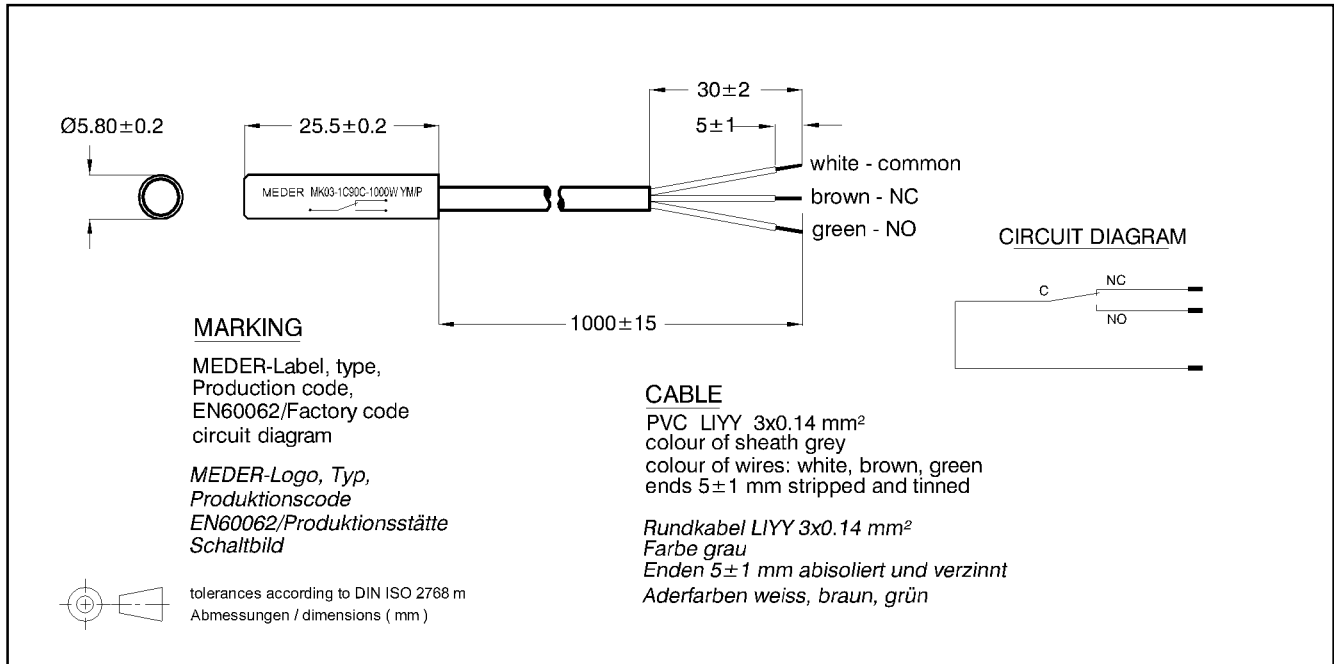 Ø5.80±0.2
25.5±0.2
30±2
5±1
MEDER MK03-1C90C-1000W YM/P
white - common
brown - NC
green - NO
1000±15
CIRCUIT DIAGRAM
C
NC
NO
MARKING
MEDER-Label, type,
Production code,
EN60062/Factory code
circuit diagram
MEDER-Logo, Typ,
Produktionscode
EN60062/Produktionsstätte
Schaltbild
CABLE
PVC LIYY 3x0.14 mm²
colour of sheath grey
colour of wires: white, brown, green
ends 5±1 mm stripped and tinned
Rundkabel LIYY 3x0.14 mm²
Farbe grau
Enden 5±1 mm abisoliert und verzinnt
Aderfarben weiss, braun, grün
tolerances according to DIN ISO 2768 m
Abmessungen / dimensions ( mm )